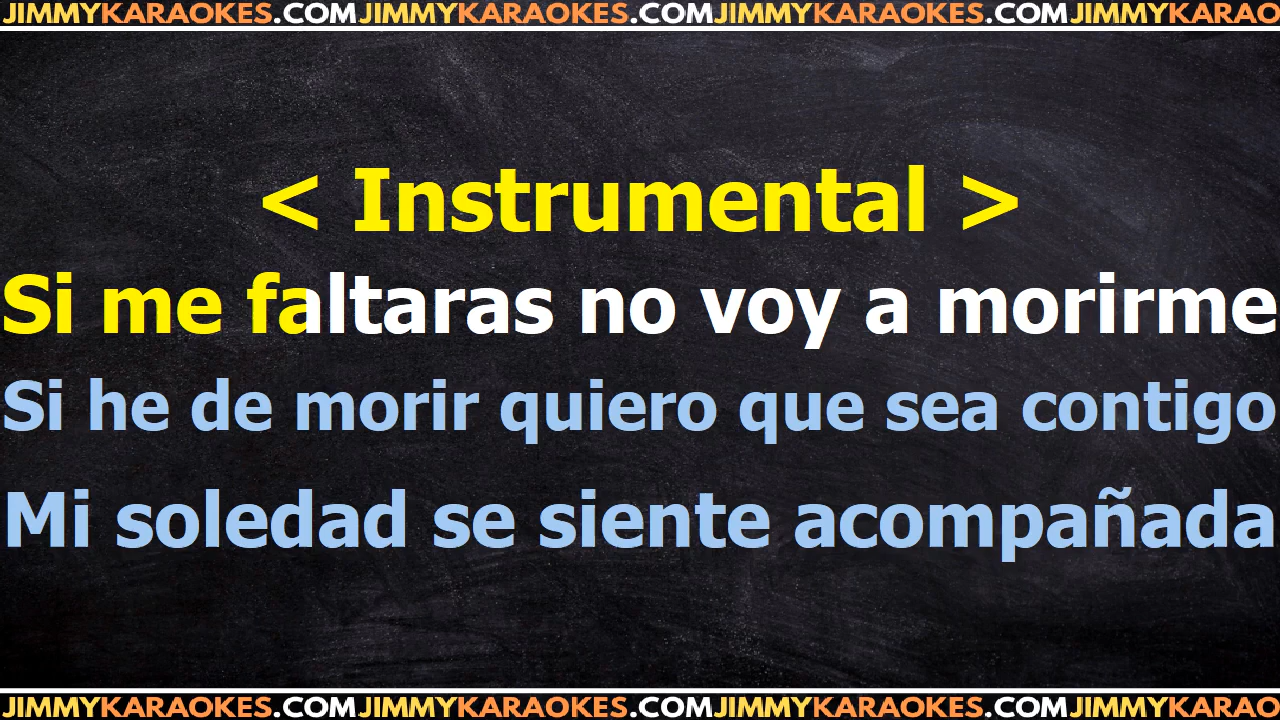 JIMMYKARAOKES.COM JIMMYKARAOKES.COM JIMMYKARAOKES.COM JIMMYKARAO
< Instrumental >
Si me faltaras no voy a morirme
Si he de morir quiero que sea contigo
Mi soledad se siente acompañada
JIMMYKARAOKES.COM JIMMYKARAOKES.COM JIMMYKARAOKES.COM JIMMYKARAO